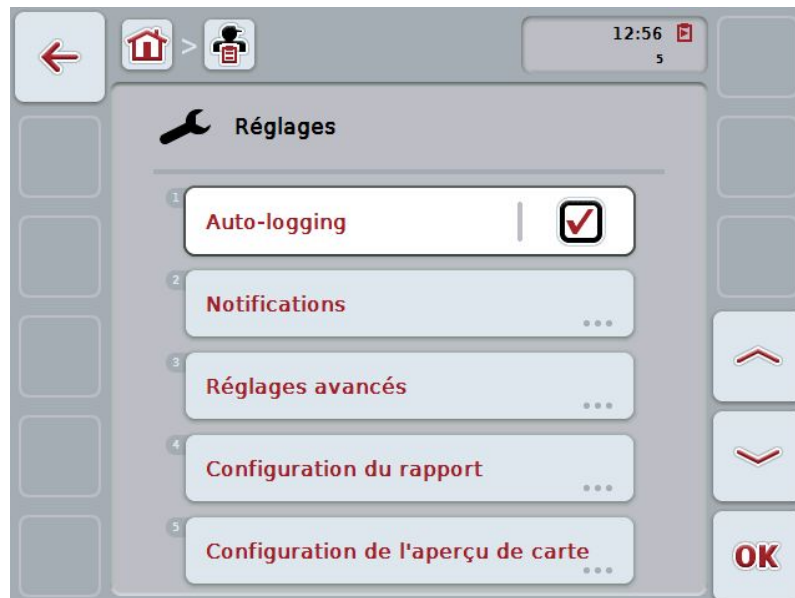 >
12:56
5
Réglages
1
Auto-logging
2
Notifications
...
3
Réglages avancés
...
4
Configuration du rapport
...
5
Configuration de l'aperçu de carte
...
OK